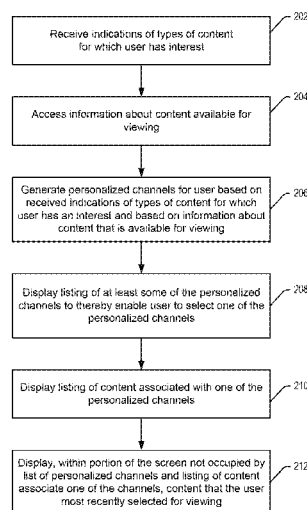 202
Receive indications of types of content
for which user has interest
204
Access information about content available for
viewing
206
Generate personalized channels for user based on
received indications of types of content for which
user has an interest and based on information about
content that is available for viewing
208
Display listing of at least some of the personalized
channels to thereby enable user to select one of the
personalized channels
210
Display listing of content associated with one of the
personalized channels
212
Display, within portion of the screen not occupied by
list of personalized channels and listing of content
associate one of the channels, content that the user
most recently selected for viewing